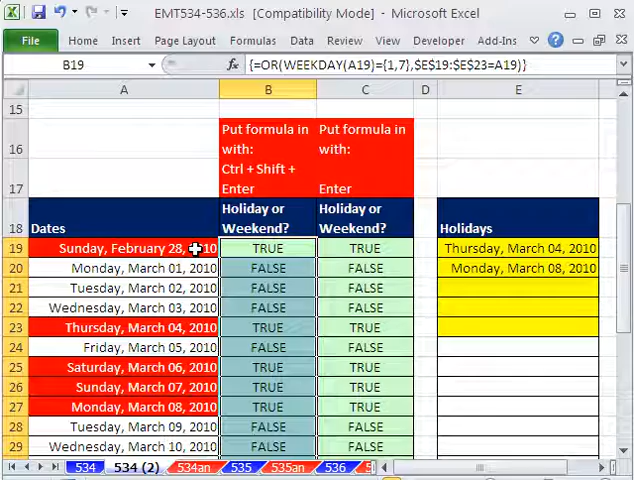 EMT534-536.xls [Compatibility Mode] - Microsoft Excel
File Home Insert Page Layout Formulas Data Review View Developer Add-Ins
B19 fx {=OR(WEEKDAY(A19)={1,7},$E$19:$E$23=A19)}
A B C D E
15
16 Put formula in with: Put formula in with:
17 Ctrl + Shift + Enter Enter
18 Dates Holiday or Weekend? Holiday or Weekend? Holidays
19 Sunday, February 28, 10 TRUE TRUE Thursday, March 04, 2010
20 Monday, March 01, 2010 FALSE FALSE Monday, March 08, 2010
21 Tuesday, March 02, 2010 FALSE FALSE
22 Wednesday, March 03, 2010 FALSE FALSE
23 Thursday, March 04, 2010 TRUE TRUE
24 Friday, March 05, 2010 FALSE FALSE
25 Saturday, March 06, 2010 TRUE TRUE
26 Sunday, March 07, 2010 TRUE TRUE
27 Monday, March 08, 2010 TRUE TRUE
28 Tuesday, March 09, 2010 FALSE FALSE
29 Wednesday, March 10, 2010 FALSE FALSE
534 534 (2) 534an 535 535an 536